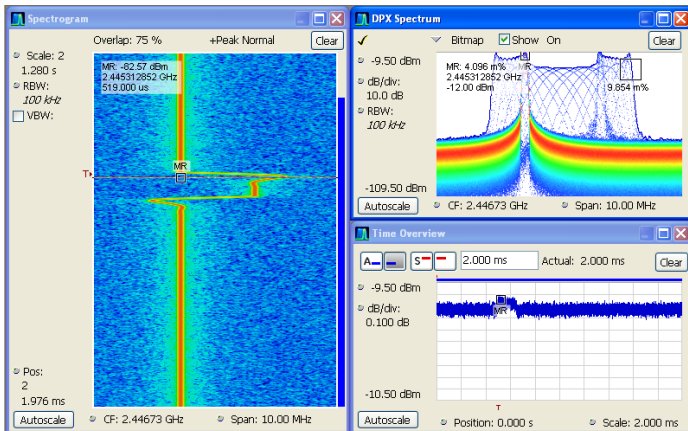 Spectrogram
Overlap: 75 %
+Peak Normal
Clear
Scale: 2
1.280 s
RBW:
100 kHz
VBW:
MR: -82.57 dBm
2.445312852 GHz
519.000 us
MR
T
Pos:
2
1.976 ms
Autoscale
CF: 2.44673 GHz
Span: 10.00 MHz
DPX Spectrum
Bitmap
Show
On
Clear
-9.50 dBm
dB/div:
10.0 dB
RBW:
100 kHz
MR: 4.096 m%
2.445312852 GHz
-12.00 dBm
MR
9.854 m%
-109.50 dBm
Autoscale
CF: 2.44673 GHz
Span: 10.00 MHz
Time Overview
A
S
2.000 ms
Actual: 2.000 ms
Clear
-9.50 dBm
dB/div:
0.100 dB
MR
-10.50 dBm
T
Autoscale
Position: 0.000 s
Scale: 2.000 ms